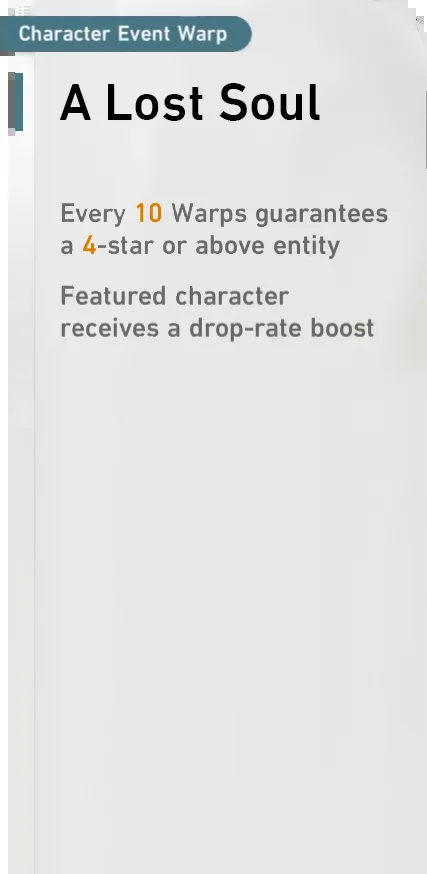 Character Event Warp
A Lost Soul
Every 10 Warps guarantees
a 4-star or above entity
Featured character
receives a drop-rate boost